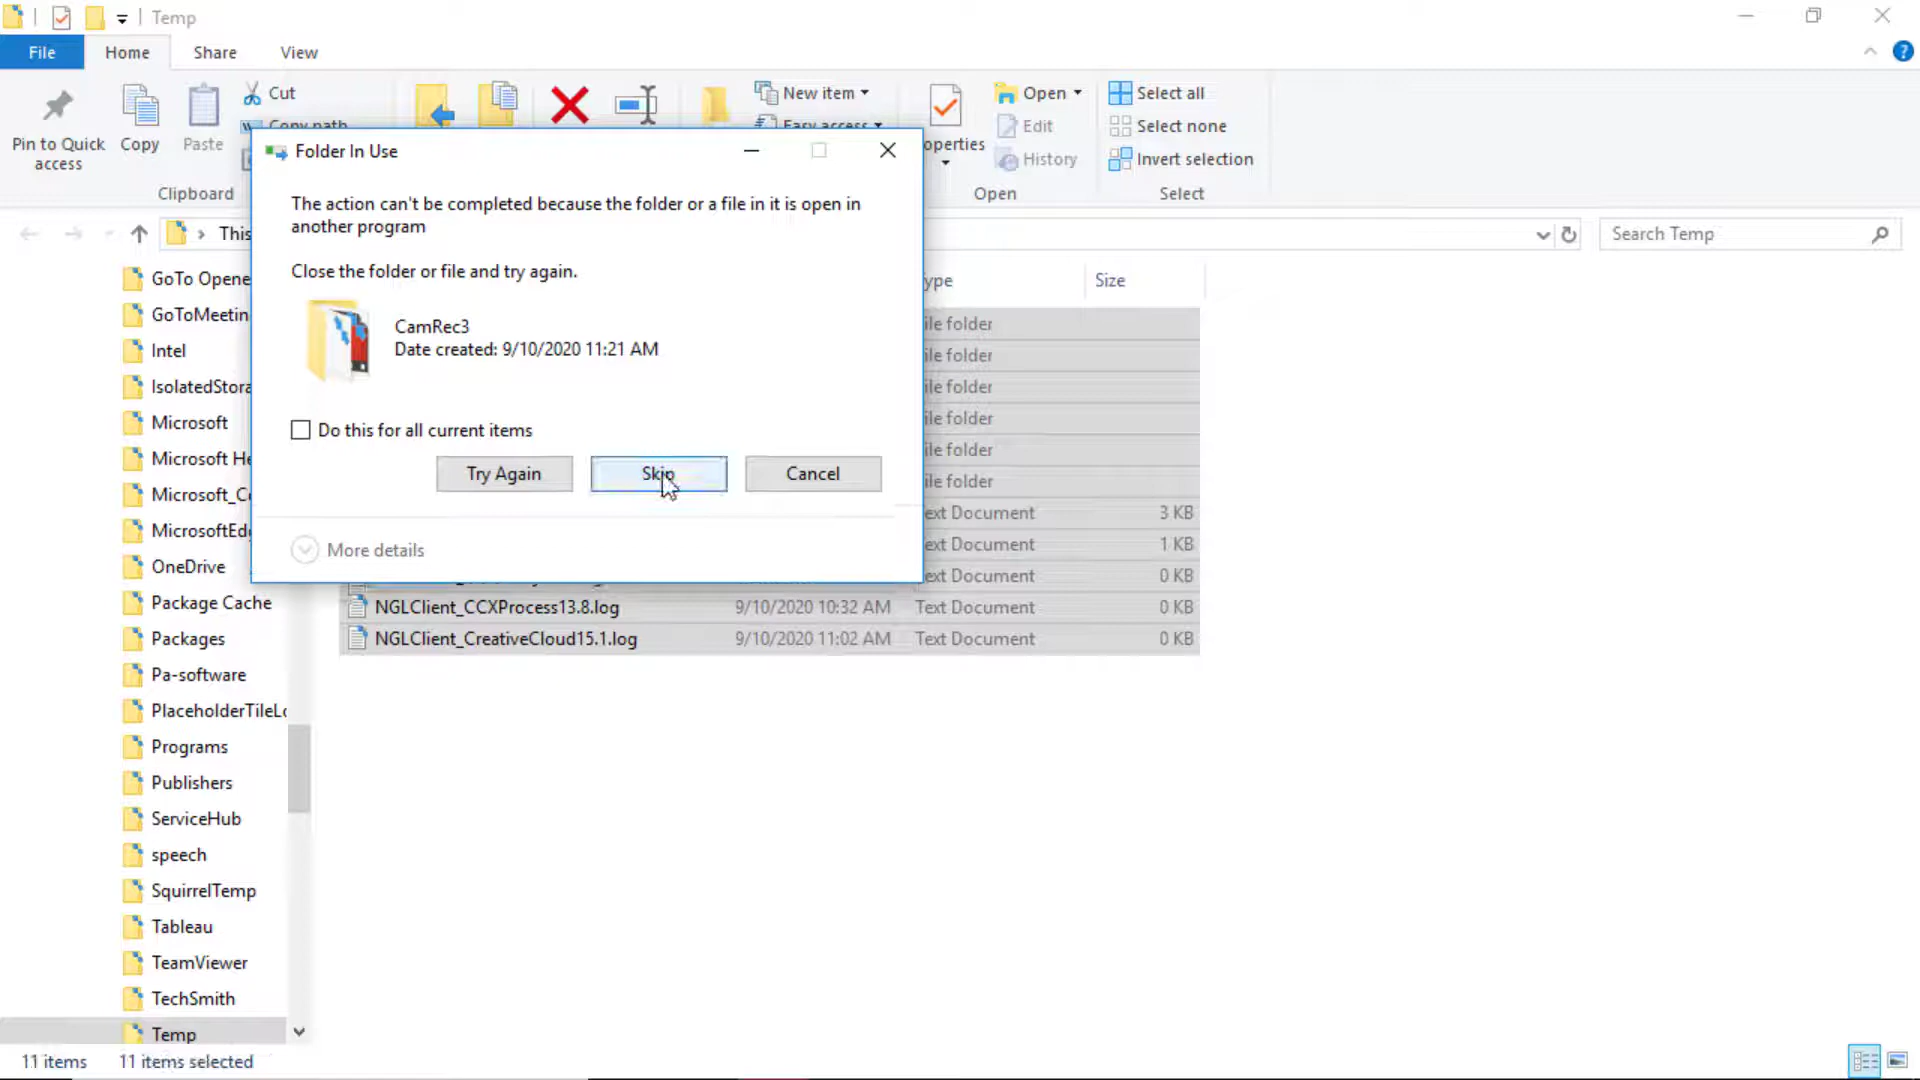 Temp
File
Home
Share
View
Pin to Quick access
Copy
Paste
Cut
Copy path
New item
Easy access
Open
Edit
History
Select all
Select none
Invert selection
Clipboard
Open
Select
This
Search Temp
Folder In Use
The action can't be completed because the folder or a file in it is open in
another program
Close the folder or file and try again.
CamRec3
Date created: 9/10/2020 11:21 AM
Do this for all current items
Try Again
Skip
Cancel
More details
GoTo Opene
GoToMeetin
Intel
IsolatedStora
Microsoft
Microsoft He
Microsoft_C
MicrosoftEd
OneDrive
Package Cache
Packages
Pa-software
PlaceholderTileLo
Programs
Publishers
ServiceHub
speech
SquirrelTemp
Tableau
TeamViewer
TechSmith
Temp
ype
Size
ile folder
ile folder
ile folder
ile folder
ile folder
ile folder
ext Document 3 KB
ext Document 1 KB
ext Document 0 KB
NGLClient_CCXProcess13.8.log 9/10/2020 10:32 AM Text Document 0 KB
NGLClient_CreativeCloud15.1.log 9/10/2020 11:02 AM Text Document 0 KB
11 items 11 items selected